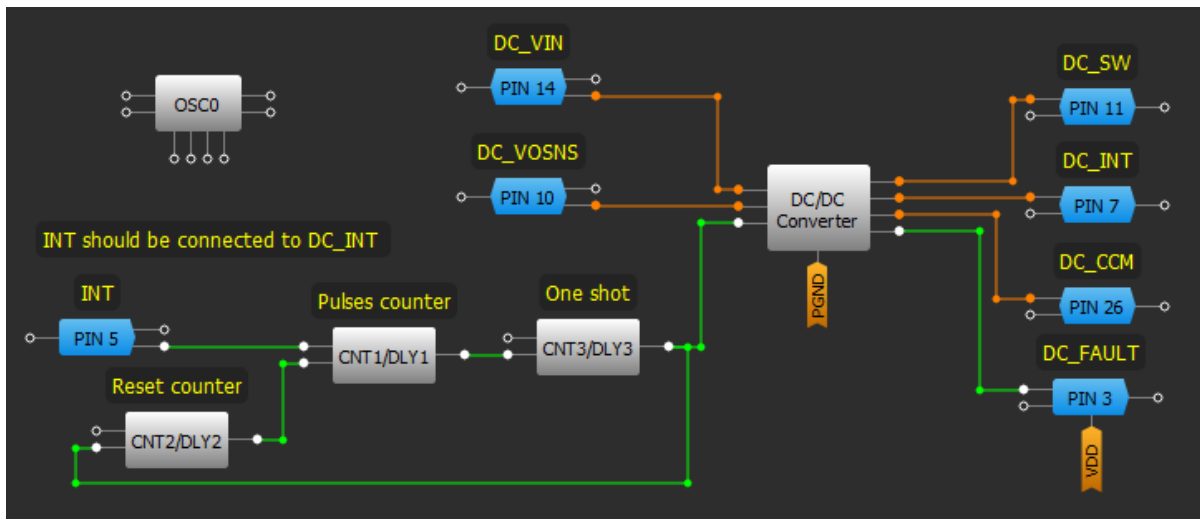 DC_VIN
PIN 14
OSC0
DC_VOSNS
PIN 10
DC/DC
Converter
PGND
DC_SW
PIN 11
DC_INT
PIN 7
DC_CCM
PIN 26
DC_FAULT
PIN 3
VDD
INT should be connected to DC_INT
INT
PIN 5
Pulses counter
CNT1/DLY1
One shot
CNT3/DLY3
Reset counter
CNT2/DLY2